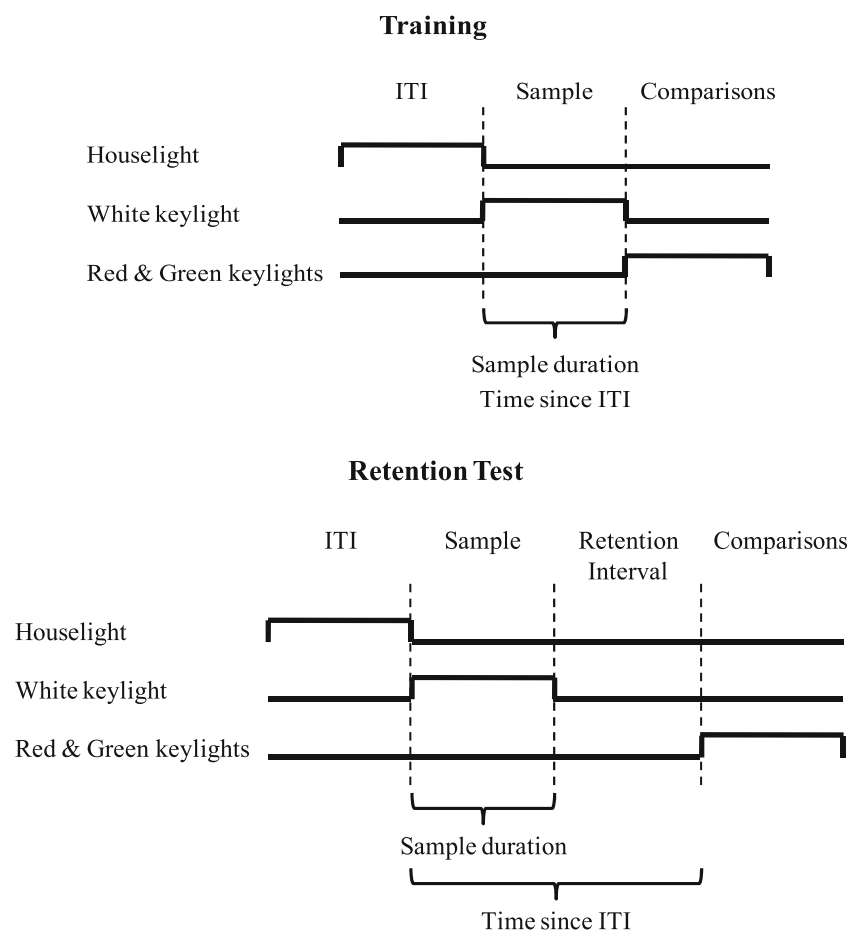 Training
ITI Sample Comparisons
Houselight
White keylight
Red & Green keylights
Sample duration
Time since ITI
Retention Test
ITI Sample Retention Comparisons
Interval
Houselight
White keylight
Red & Green keylights
Sample duration
Time since ITI